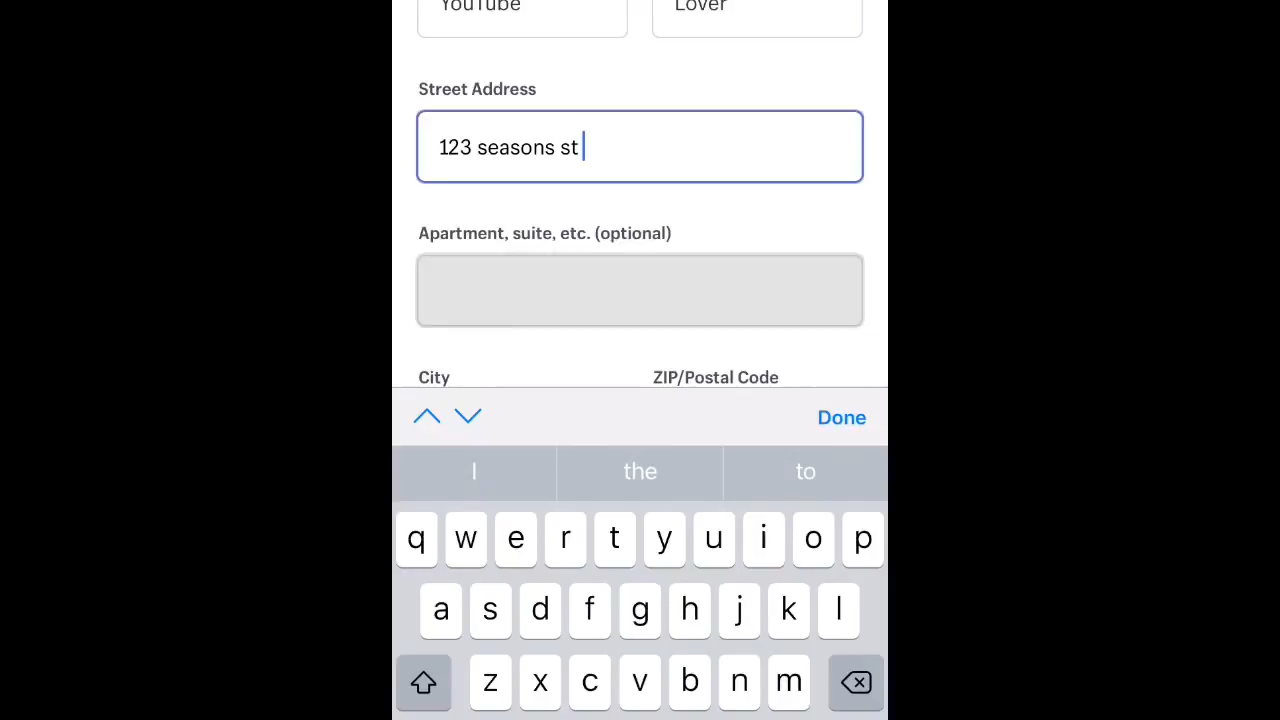 YouTube Lover
Street Address
123 seasons st
Apartment, suite, etc. (optional)
City ZIP/Postal Code
Done
I the to
q w e r t y u i o p
a s d f g h j k l
z x c v b n m